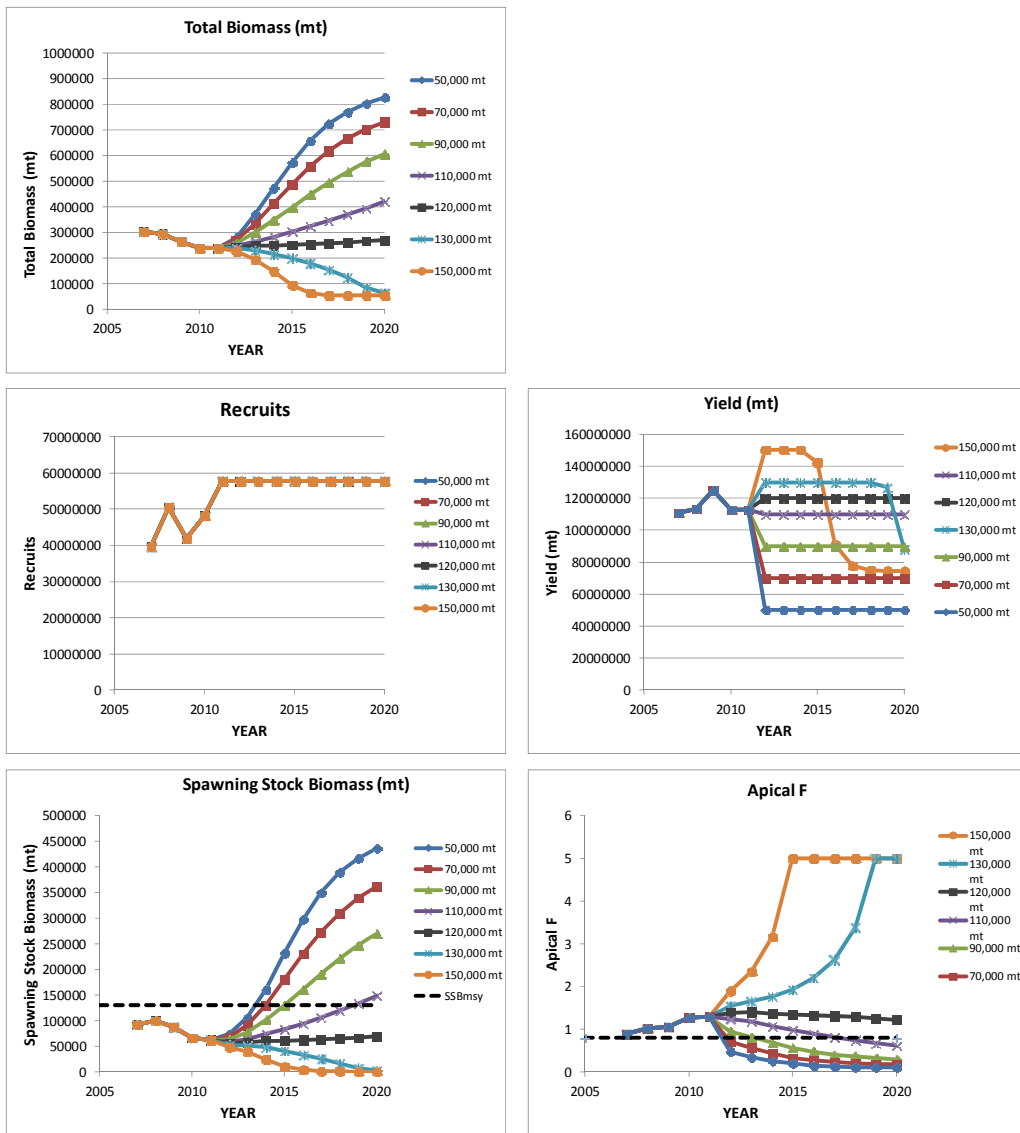 Total Biomass (mt)
Total Biomass (mt)
1000000
900000
800000
700000
600000
500000
400000
300000
200000
100000
0
2005
2010
2015
2020
YEAR
50,000 mt
70,000 mt
90,000 mt
110,000 mt
120,000 mt
130,000 mt
150,000 mt
Recruits
Recruits
70000000
60000000
50000000
40000000
30000000
20000000
10000000
0
2005
2010
2015
2020
YEAR
50,000 mt
70,000 mt
90,000 mt
110,000 mt
120,000 mt
130,000 mt
150,000 mt
Yield (mt)
Yield (mt)
160000000
140000000
120000000
100000000
80000000
60000000
40000000
20000000
0
2005
2010
2015
2020
YEAR
150,000 mt
110,000 mt
120,000 mt
130,000 mt
90,000 mt
70,000 mt
50,000 mt
Spawning Stock Biomass (mt)
Spawning Stock Biomass (mt)
500000
450000
400000
350000
300000
250000
200000
150000
100000
50000
0
2005
2010
2015
2020
YEAR
50,000 mt
70,000 mt
90,000 mt
110,000 mt
120,000 mt
130,000 mt
150,000 mt
SSBmsy
Apical F
Apical F
6
5
4
3
2
1
0
2005
2010
2015
2020
YEAR
150,000
mt
130,000
mt
120,000
mt
110,000
mt
90,000 mt
70,000 mt